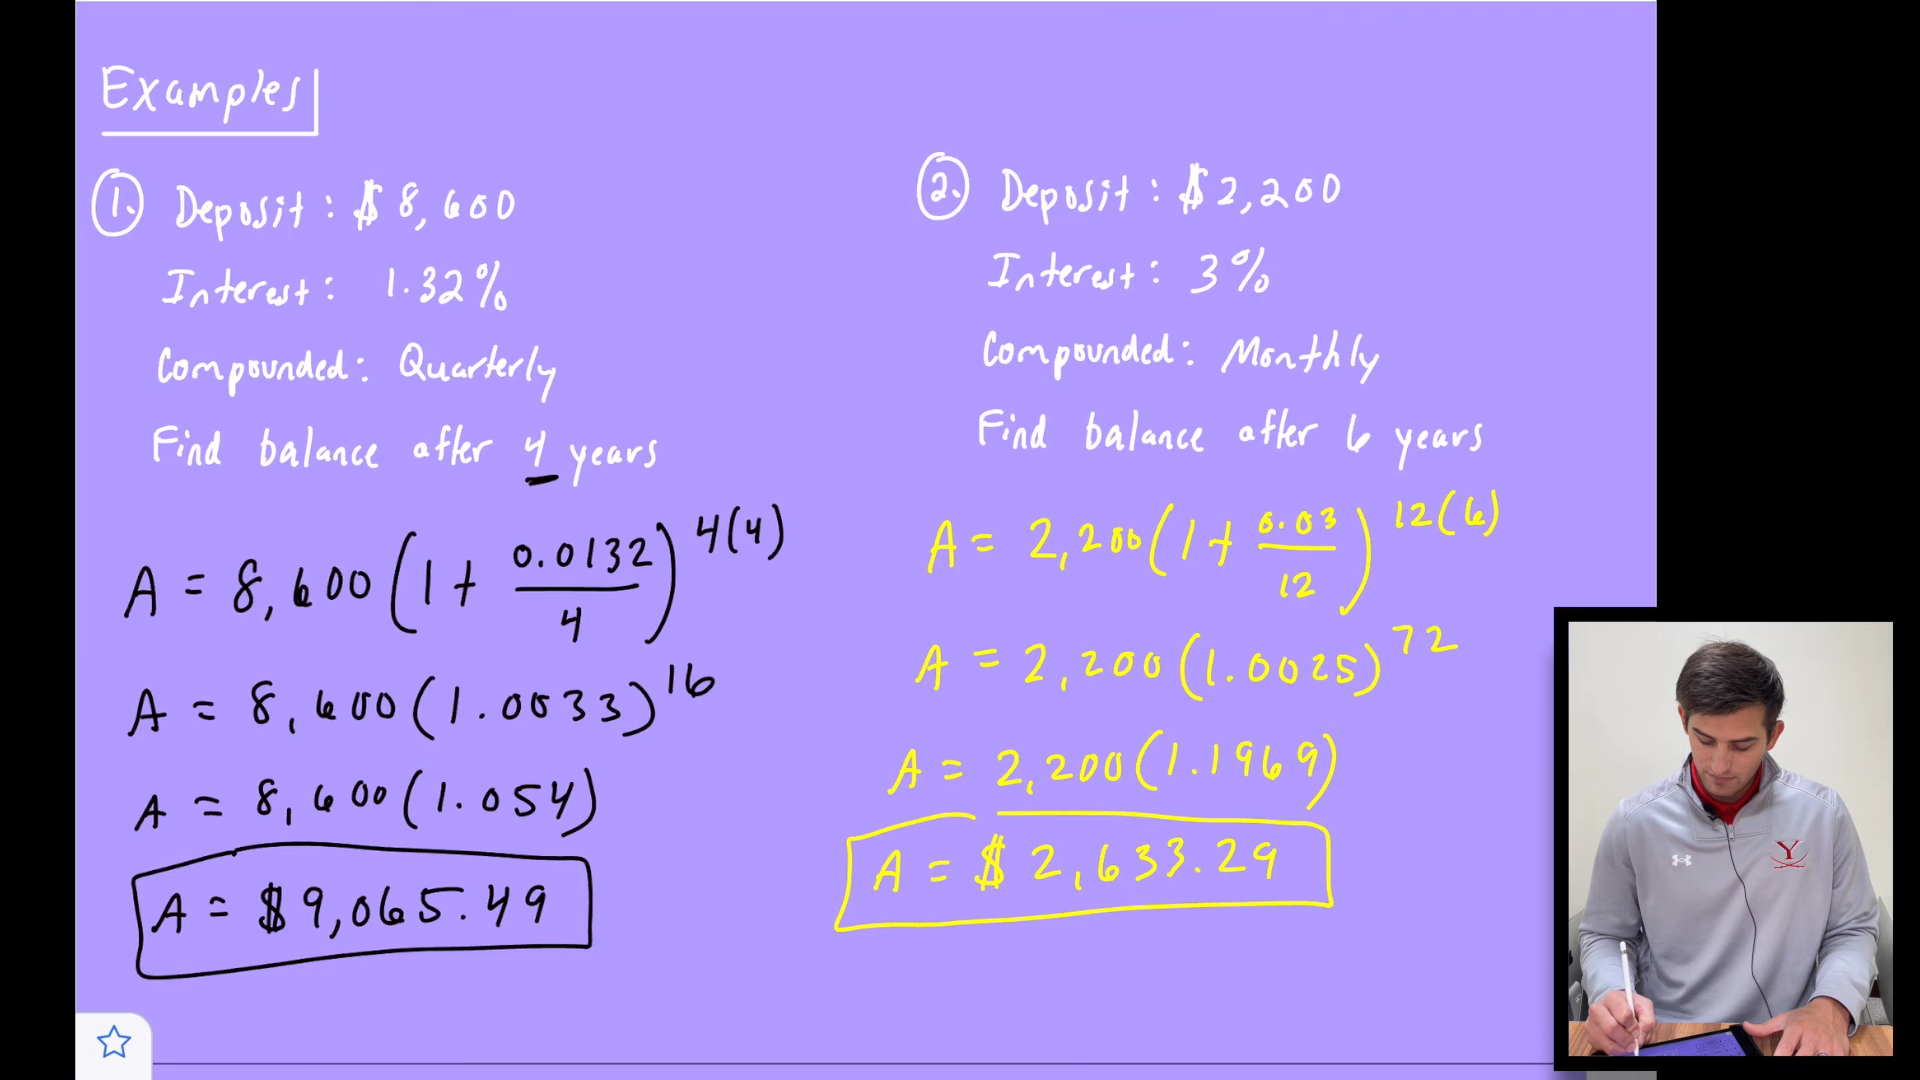 Examples
1. Deposit: $8,600
Interest: 1.32%
Compounded: Quarterly
Find balance after 4 years
A = 8,600(1 + 0.0132/4)^4(4)
A = 8,600(1.0033)^16
A = 8,600(1.054)
A = $9,065.49
2. Deposit: $2,200
Interest: 3%
Compounded: Monthly
Find balance after 6 years
A = 2,200(1 + 0.03/12)^12(6)
A = 2,200(1.0025)^72
A = 2,200(1.1969)
A = $2,633.29
Y